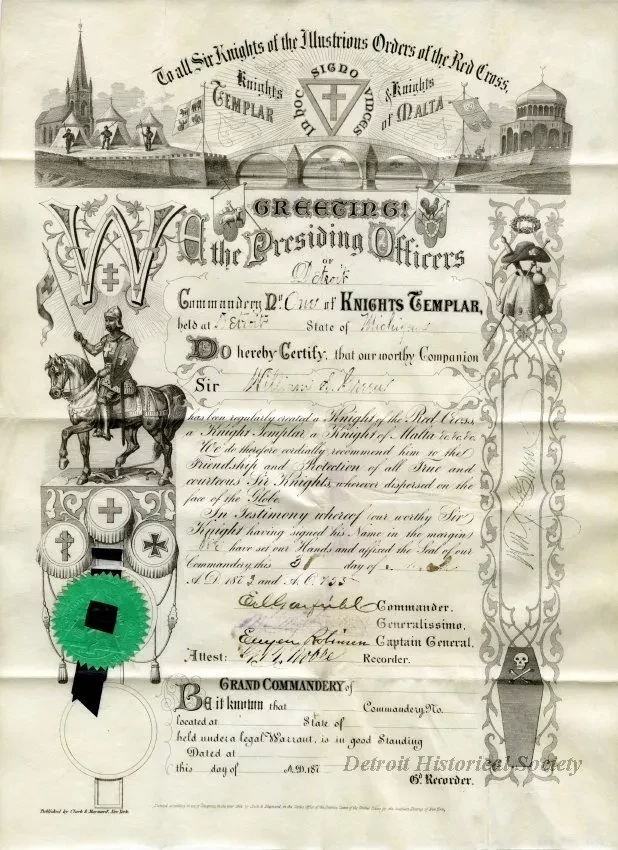 To all Sir Knights of the Illustrious Orders of the Red Cross,
Knights
TEMPLAR
IN HOC SIGNO VINCES
& Knights
of MALTA
GREETING!
We the Presiding Officers
OF
Detroit
Commandery No. One of KNIGHTS TEMPLAR,
held at Detroit State of Michigan
Do hereby Certify, that our worthy Companion
Sir William
has been regularly created a Knight of the Red Cross,
a Knight Templar, a Knight of Malta &c. &c. &c.
We do therefore cordially recommend him to the
Friendship and Protection of all True and
courteous Sir Knights, wherever dispersed on the
face of the Globe.
In Testimony whereof (our worthy Sir
Knight having signed his Name in the margin)
We have set our Hands and affixed the Seal of our
Commandery, this day of
A.D. 1873 and A.O. 755
Commander.
Generalissimo.
Eugene Robinson Captain General.
Attest: Moore Recorder.
GRAND COMMANDERY of
Be it known that Commandery No.
located at State of
held under a legal Warrant, is in good Standing
Dated at
this day of A.D. 187
Gd. Recorder.
Detroit Historical Society
Published by Clark & Maynard, New York.